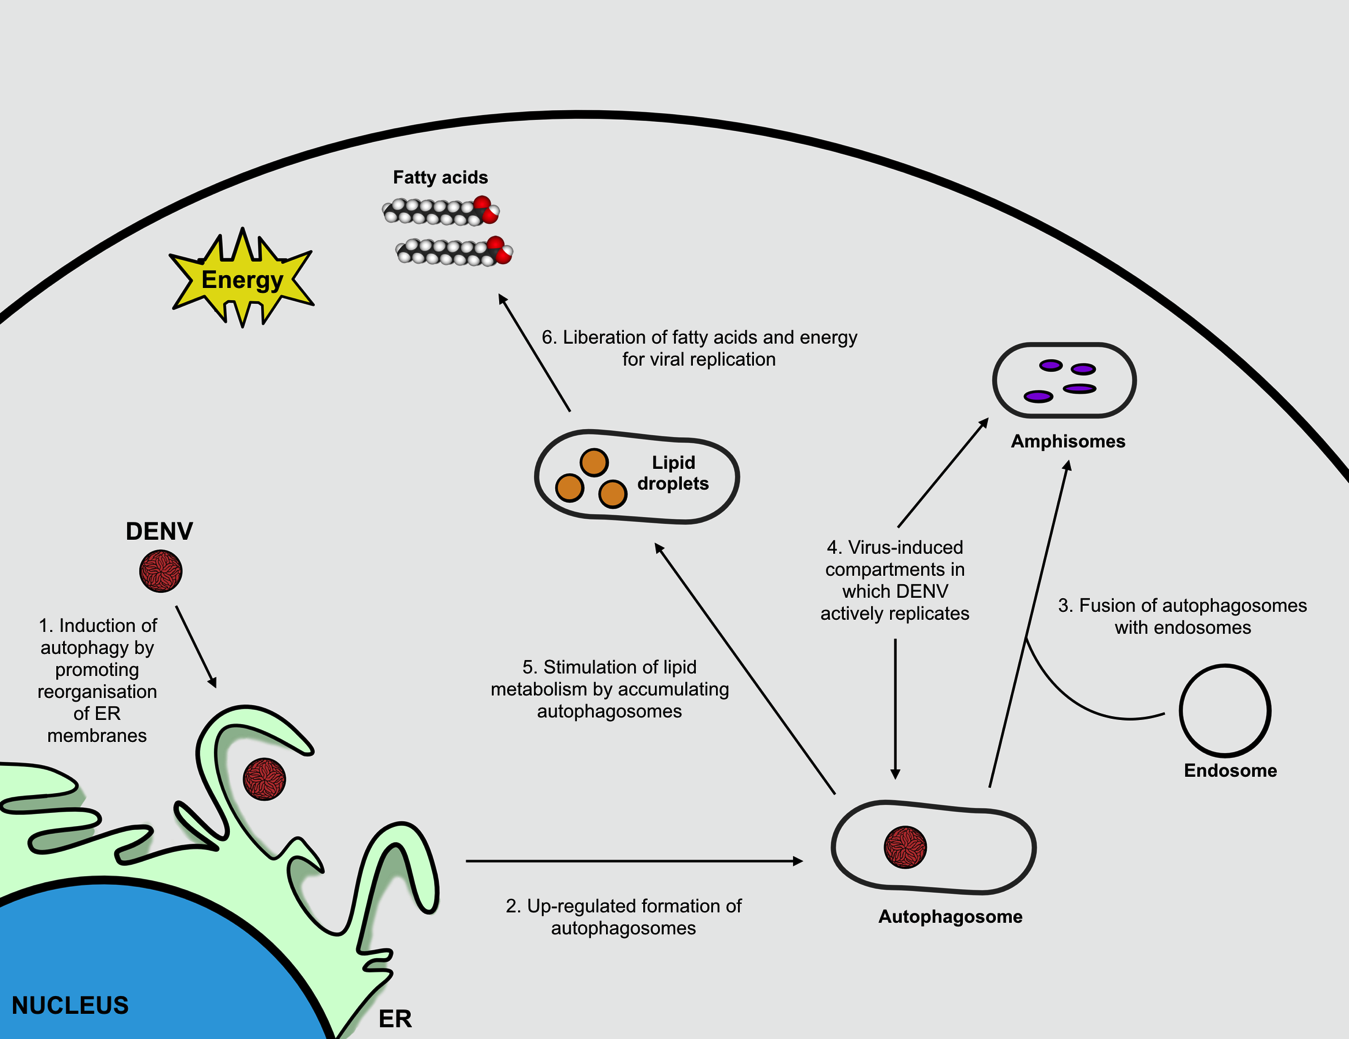 Fatty acids
Energy
6. Liberation of fatty acids and energy
for viral replication
Amphisomes
Lipid
droplets
DENV
4. Virus-induced
compartments in
which DENV
actively replicates
3. Fusion of autophagosomes
with endosomes
1. Induction of
autophagy by
promoting
reorganisation
of ER
membranes
5. Stimulation of lipid
metabolism by accumulating
autophagosomes
Endosome
2. Up-regulated formation of
autophagosomes
Autophagosome
NUCLEUS
ER